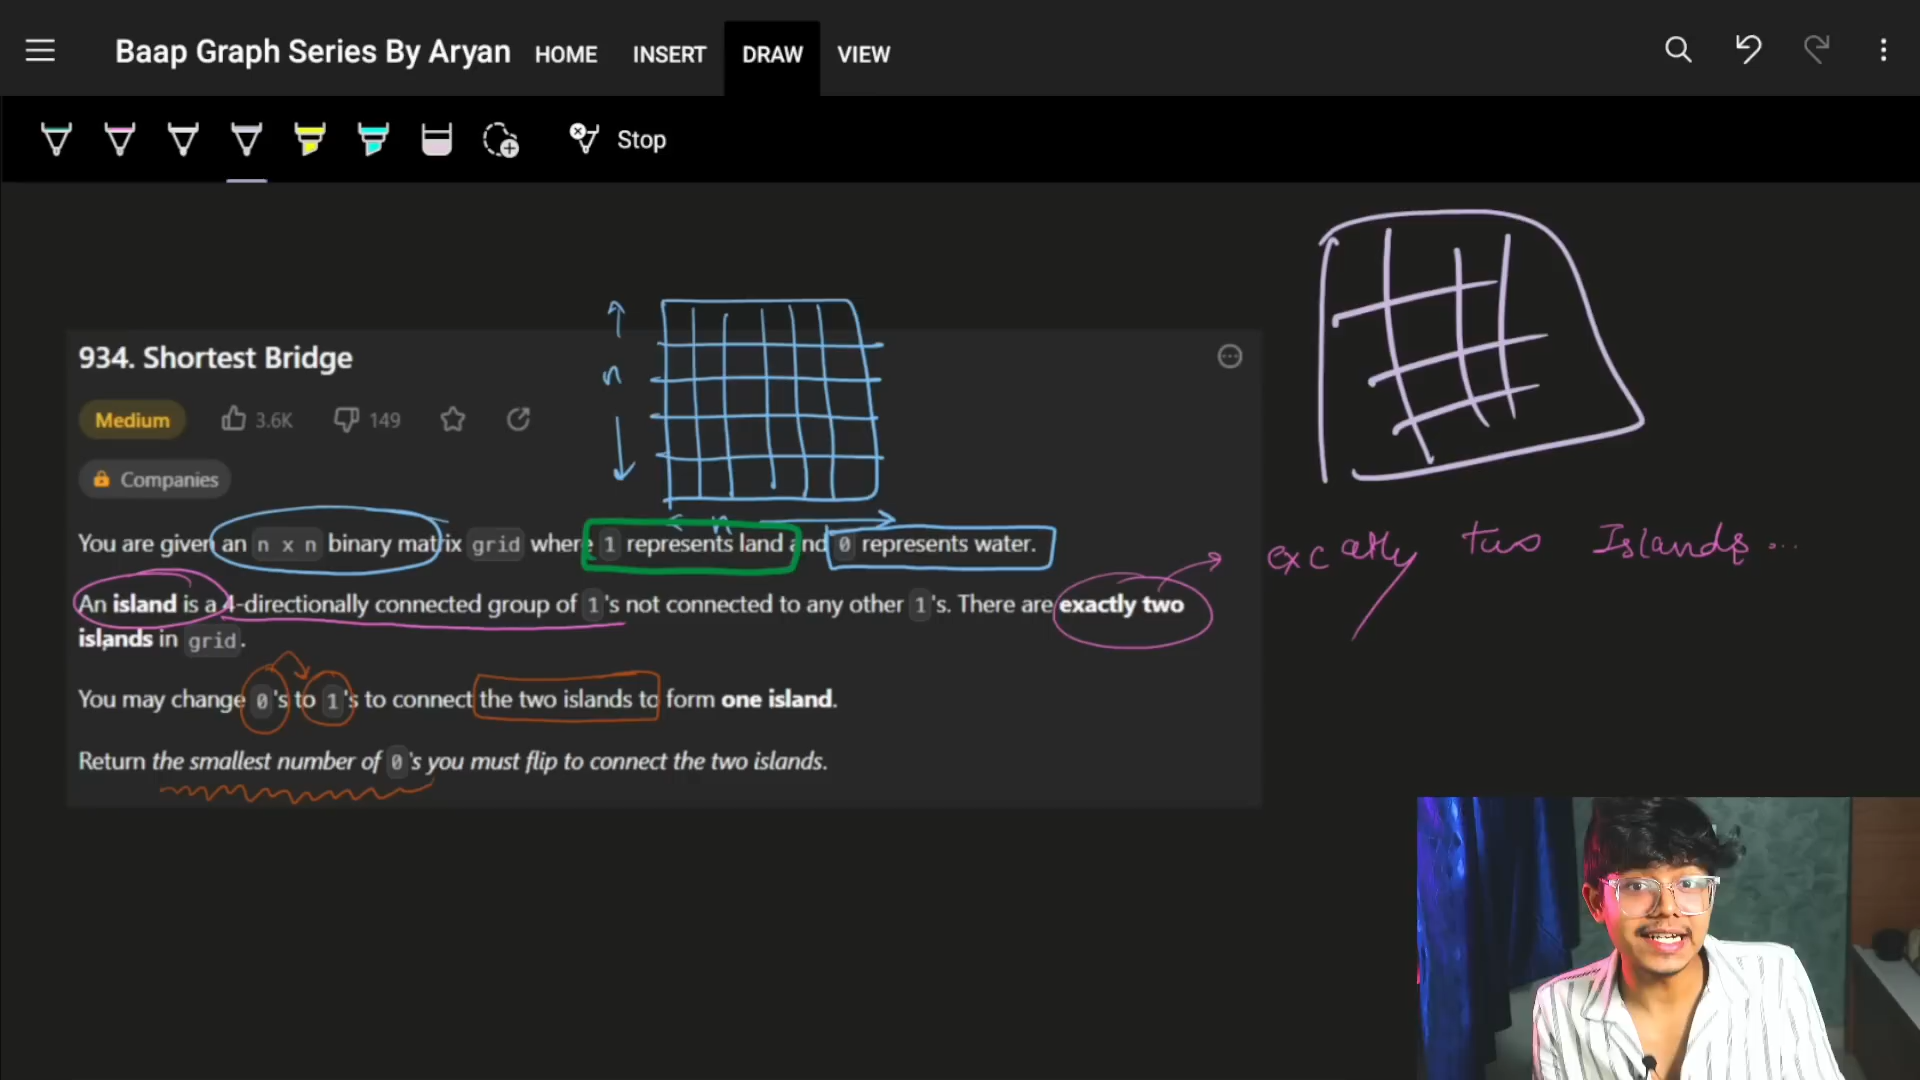 Baap Graph Series By Aryan HOME INSERT DRAW VIEW
Stop
934. Shortest Bridge
Medium 3.6K 149
Companies
n
n
You are given an n x n binary matrix grid where 1 represents land and 0 represents water.
An island is a 4-directionally connected group of 1's not connected to any other 1's. There are exactly two
islands in grid.
You may change 0's to 1's to connect the two islands to form one island.
Return the smallest number of 0's you must flip to connect the two islands.
excatly two Islands...